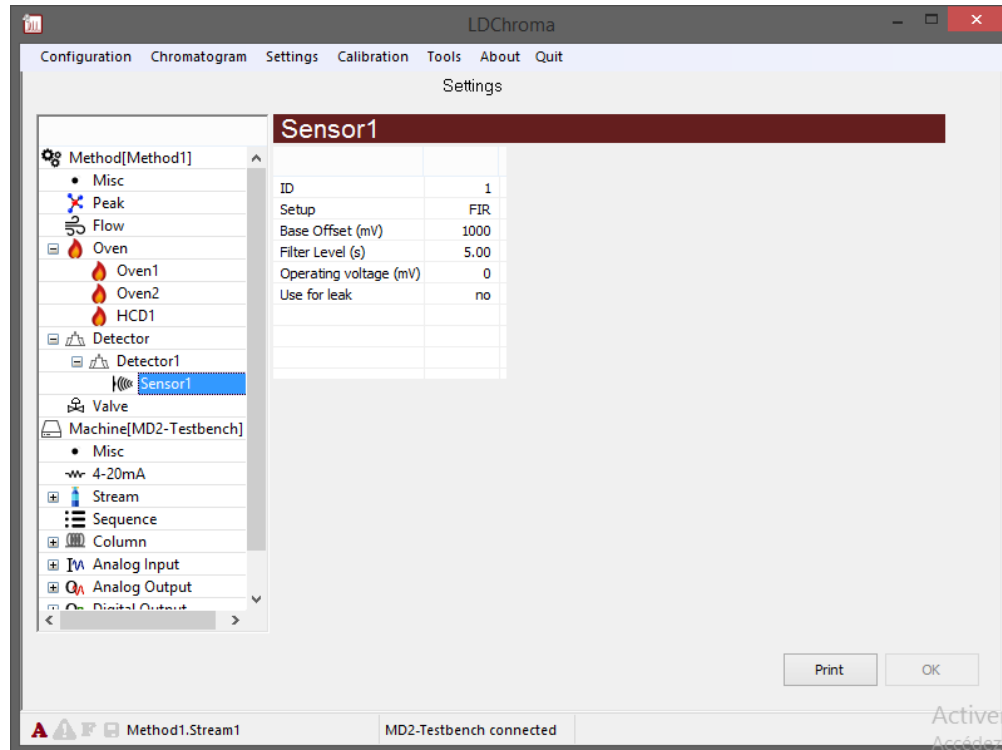 LDChroma
Configuration Chromatogram Settings Calibration Tools About Quit
Settings
Sensor1
Method[Method1]
Misc
Peak
Flow
Oven
Oven1
Oven2
HCD1
Detector
Detector1
Sensor1
Valve
Machine[MD2-Testbench]
Misc
4-20mA
Stream
Sequence
Column
Analog Input
Analog Output
Digital Output
ID 1
Setup FIR
Base Offset (mV) 1000
Filter Level (s) 5.00
Operating voltage (mV) 0
Use for leak no
Print OK
A F Method1.Stream1 MD2-Testbench connected
Activer
Accédez